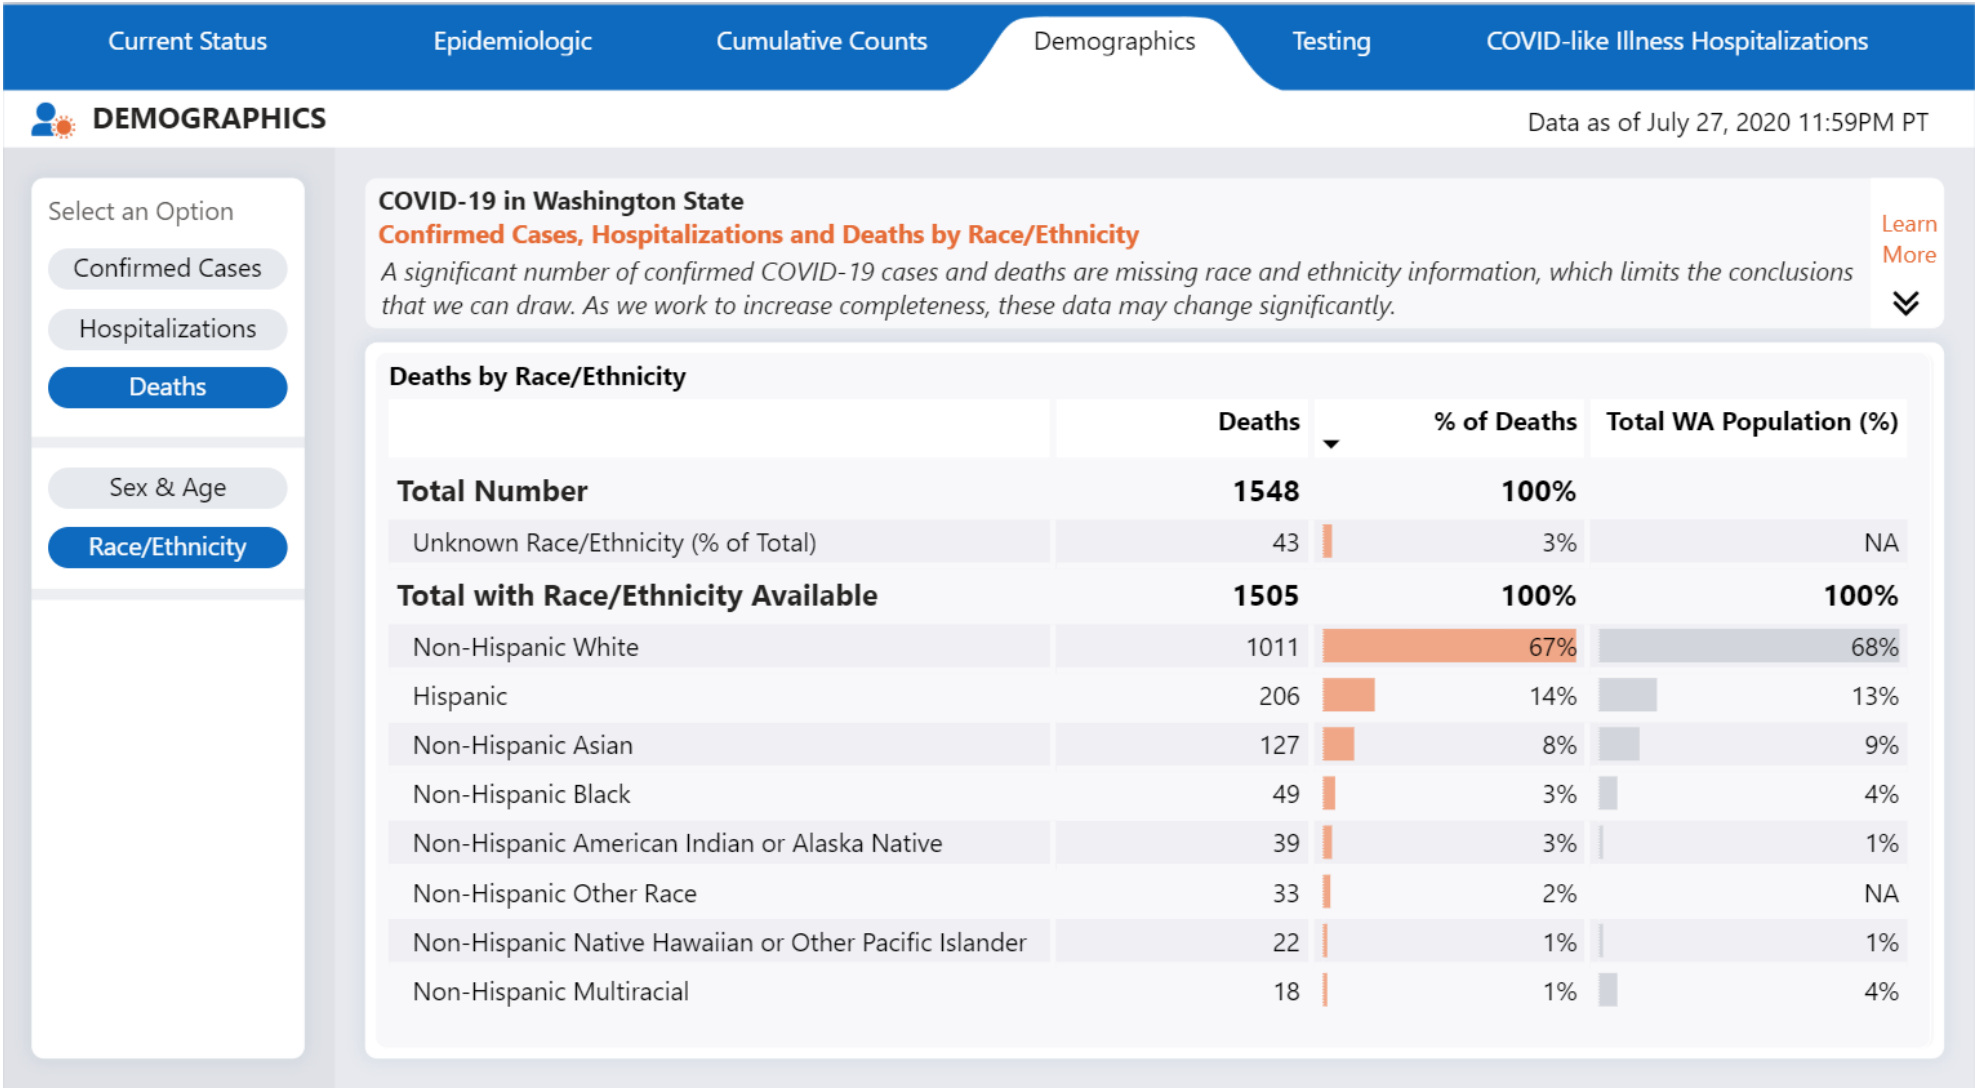 Current Status Epidemiologic Cumulative Counts Demographics Testing COVID-like Illness Hospitalizations
DEMOGRAPHICS
Data as of July 27, 2020 11:59PM PT
Select an Option
Confirmed Cases
Hospitalizations
Deaths
Sex & Age
Race/Ethnicity
COVID-19 in Washington State
Confirmed Cases, Hospitalizations and Deaths by Race/Ethnicity
A significant number of confirmed COVID-19 cases and deaths are missing race and ethnicity information, which limits the conclusions
that we can draw. As we work to increase completeness, these data may change significantly.
Learn
More
Deaths by Race/Ethnicity
Deaths % of Deaths Total WA Population (%)
Total Number 1548 100%
Unknown Race/Ethnicity (% of Total) 43 3% NA
Total with Race/Ethnicity Available 1505 100% 100%
Non-Hispanic White 1011 67% 68%
Hispanic 206 14% 13%
Non-Hispanic Asian 127 8% 9%
Non-Hispanic Black 49 3% 4%
Non-Hispanic American Indian or Alaska Native 39 3% 1%
Non-Hispanic Other Race 33 2% NA
Non-Hispanic Native Hawaiian or Other Pacific Islander 22 1% 1%
Non-Hispanic Multiracial 18 1% 4%